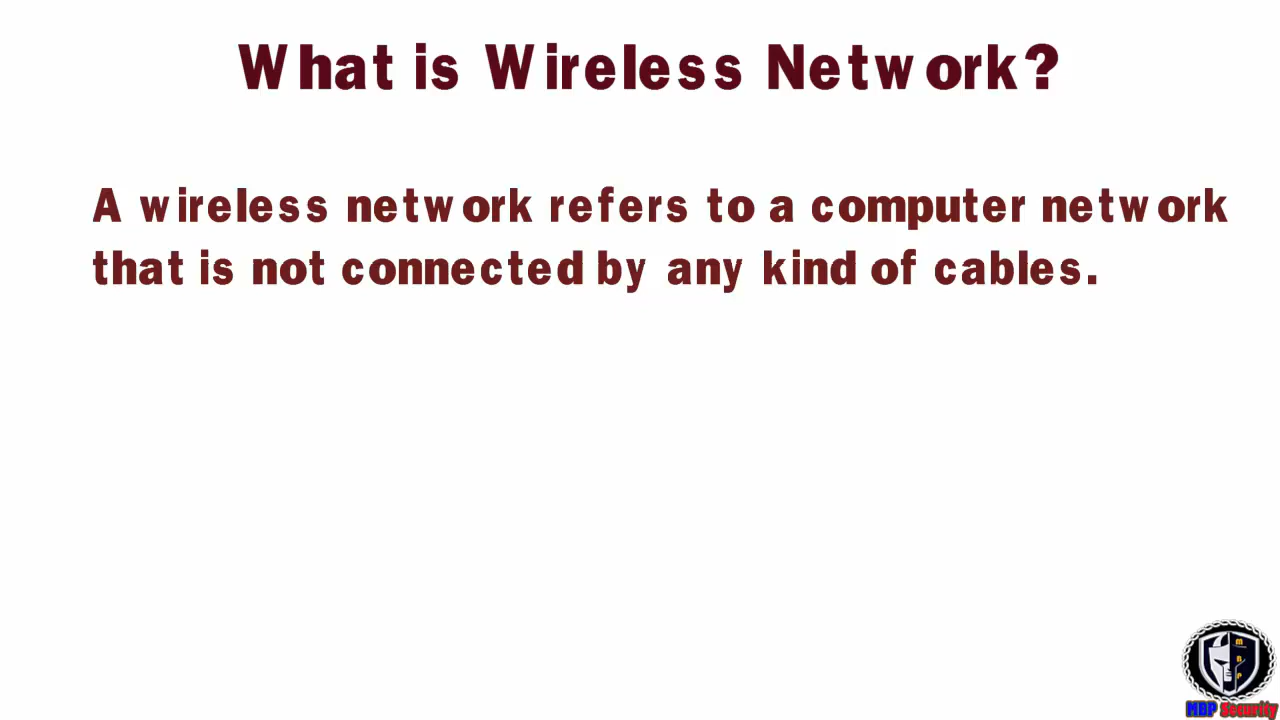 What is Wireless Network?
A wireless network refers to a computer network
that is not connected by any kind of cables.
MBP Security